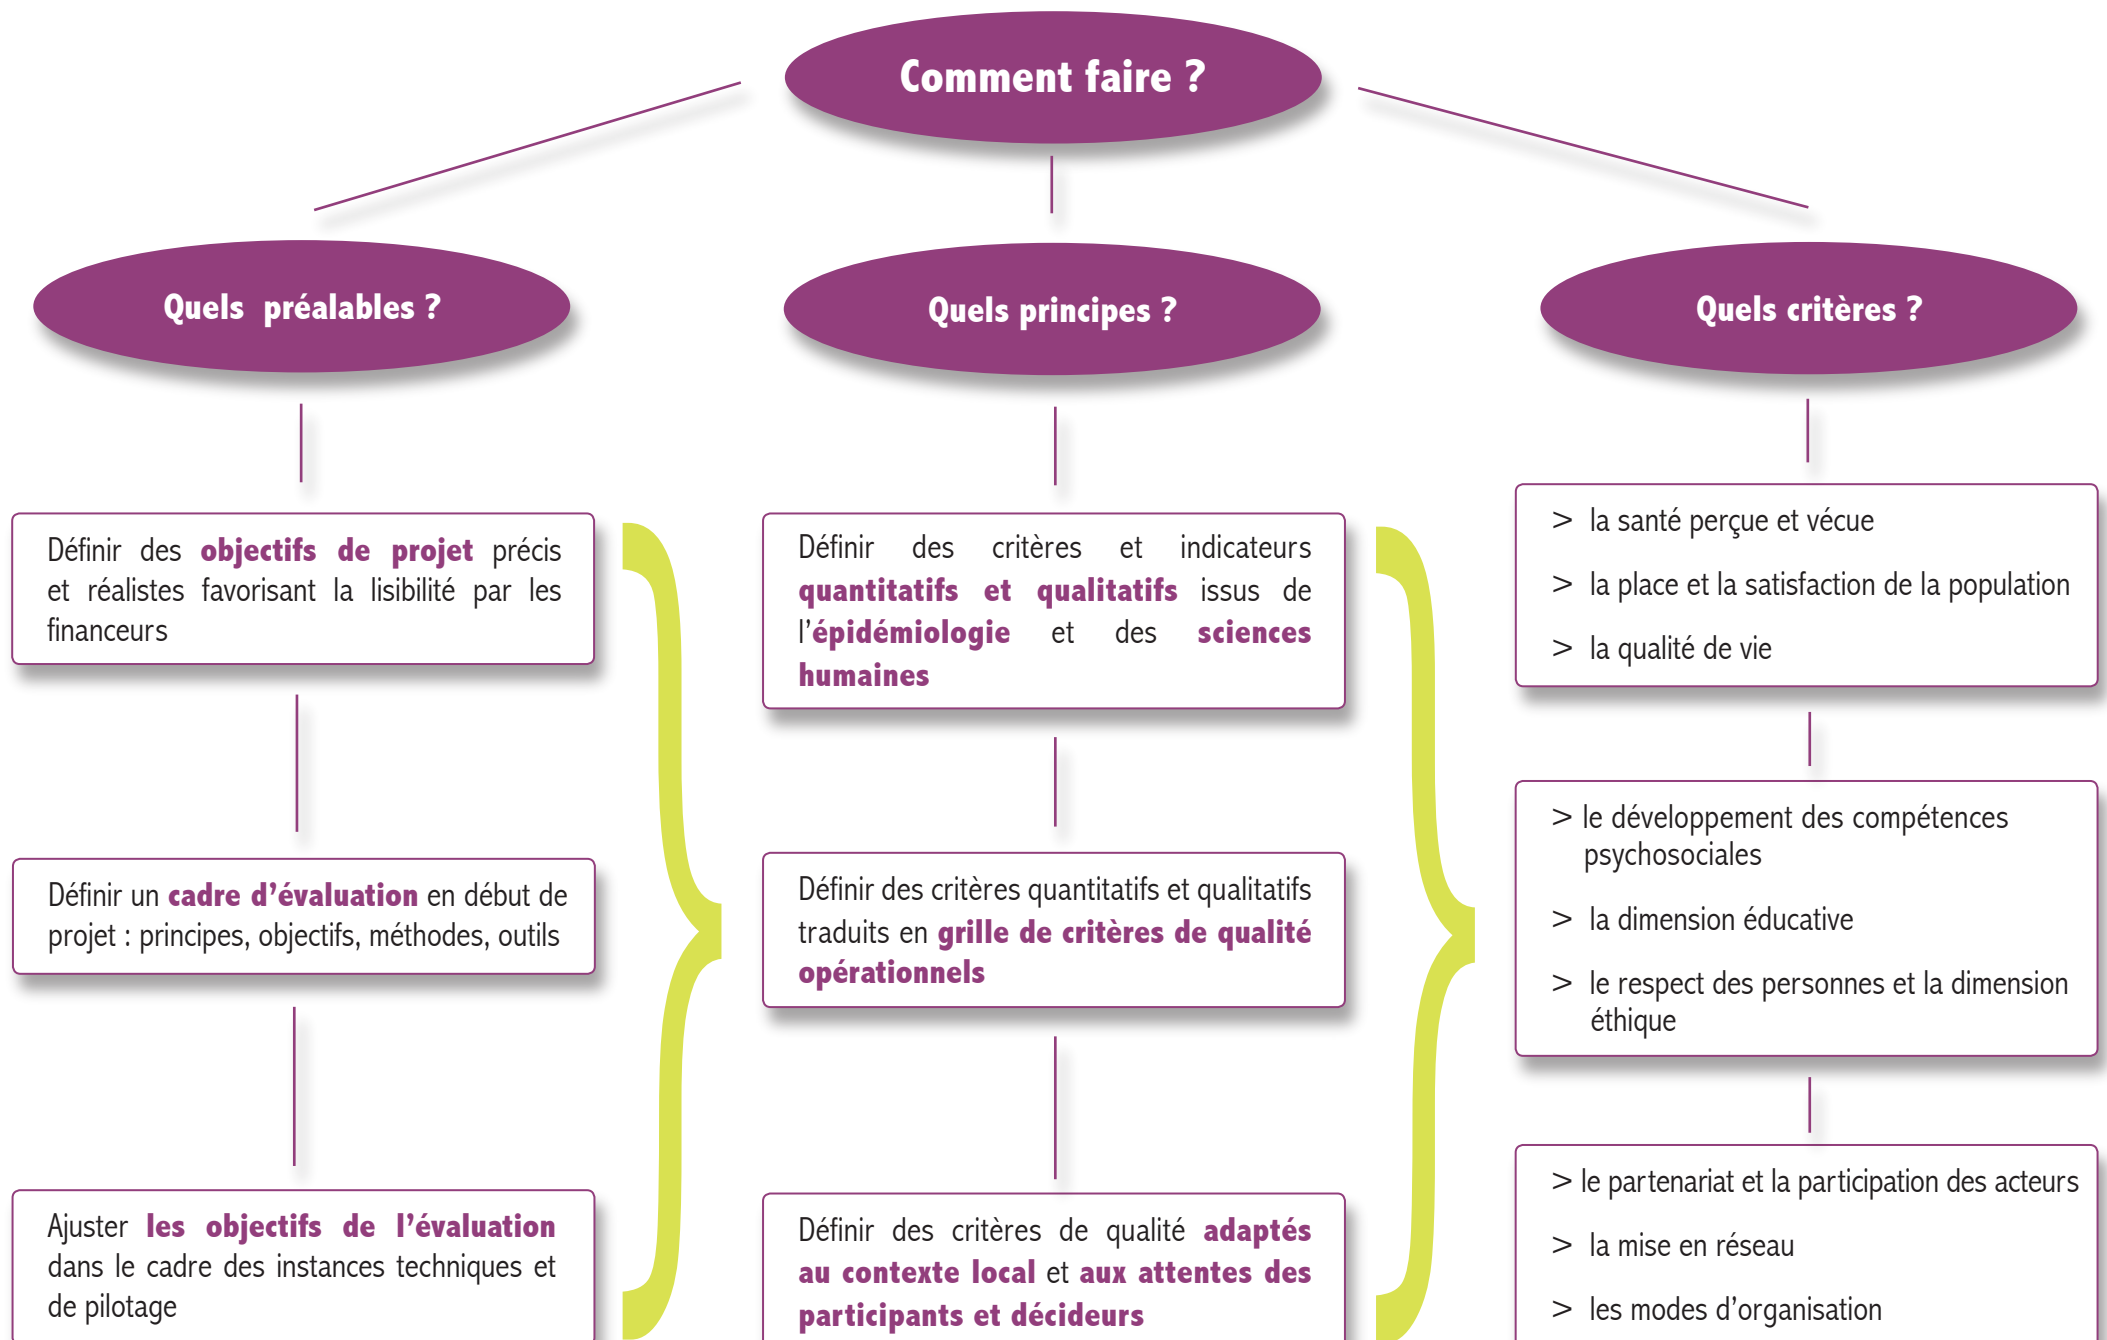 Comment faire ?
Quels préalables ?
Quels principes ?
Quels critères ?
Définir des objectifs de projet précis
et réalistes favorisant la lisibilité par les
financeurs
Définir un cadre d’évaluation en début de
projet : principes, objectifs, méthodes, outils
Ajuster les objectifs de l’évaluation
dans le cadre des instances techniques et
de pilotage
Définir des critères et indicateurs
quantitatifs et qualitatifs issus de
l’épidémiologie et des sciences
humaines
Définir des critères quantitatifs et qualitatifs
traduits en grille de critères de qualité
opérationnels
Définir des critères de qualité adaptés
au contexte local et aux attentes des
participants et décideurs
> la santé perçue et vécue
> la place et la satisfaction de la population
> la qualité de vie
> le développement des compétences
psychosociales
> la dimension éducative
> le respect des personnes et la dimension
éthique
> le partenariat et la participation des acteurs
> la mise en réseau
> les modes d’organisation